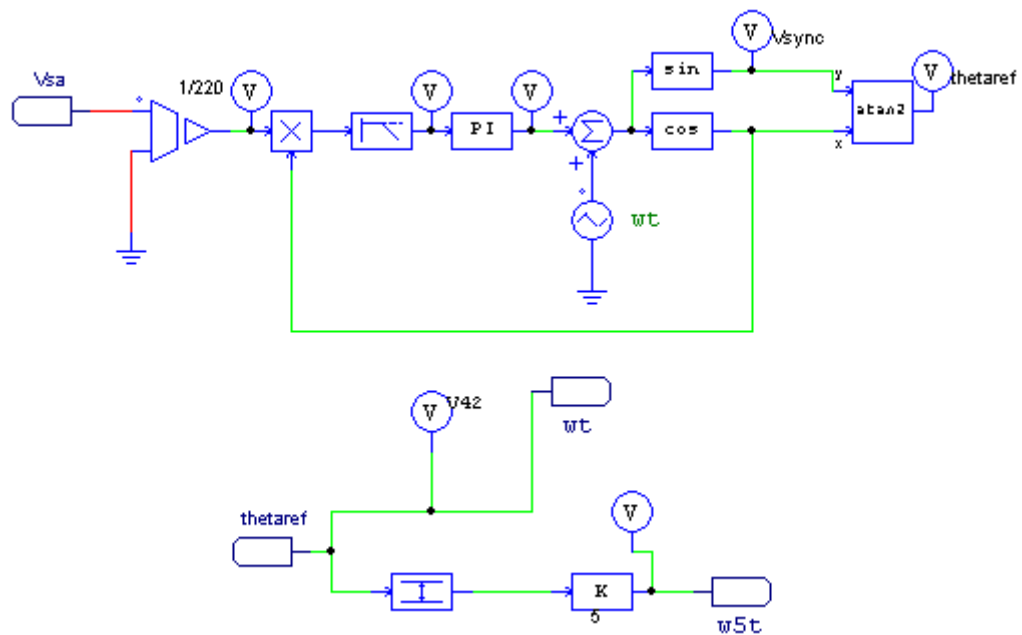 Vsync
Vsa
1/220
V
V
V
V
V
thetaref
sin
y
atan2
x
+
PI
Σ
cos
+
wt
V
V42
wt
V
thetaref
K
5
w5t